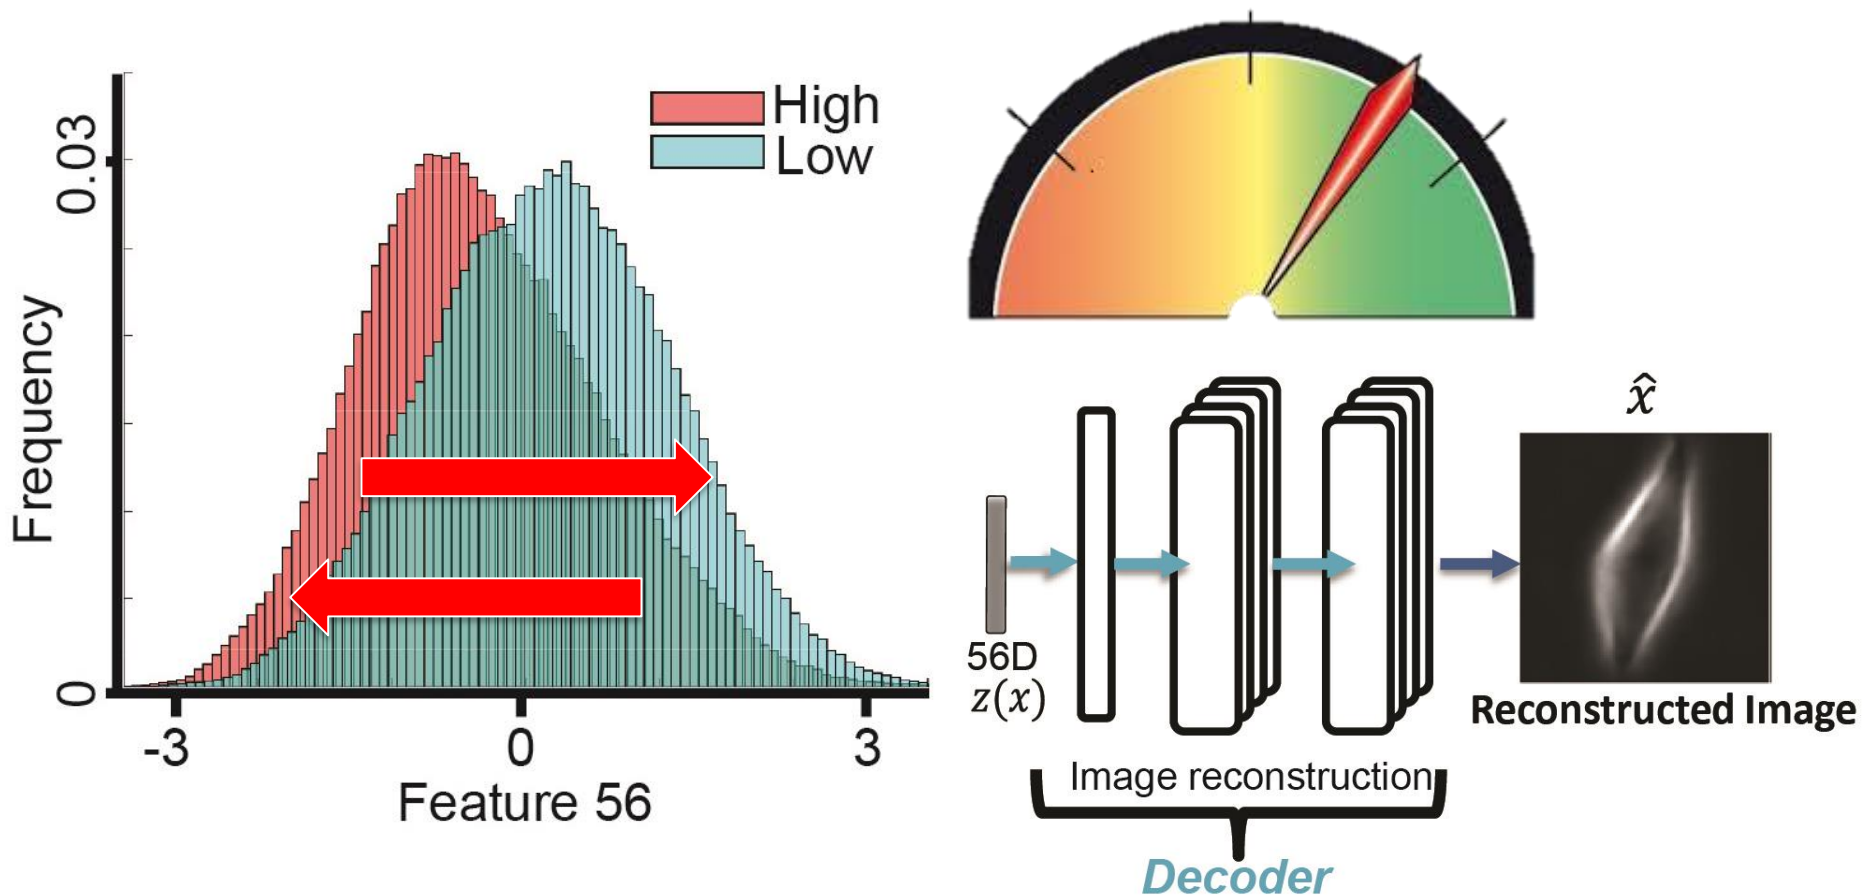 High
Low
0.03
Frequency
0
-3 0 3
Feature 56
x̂
56D
z(x)
Reconstructed Image
Image reconstruction
Decoder